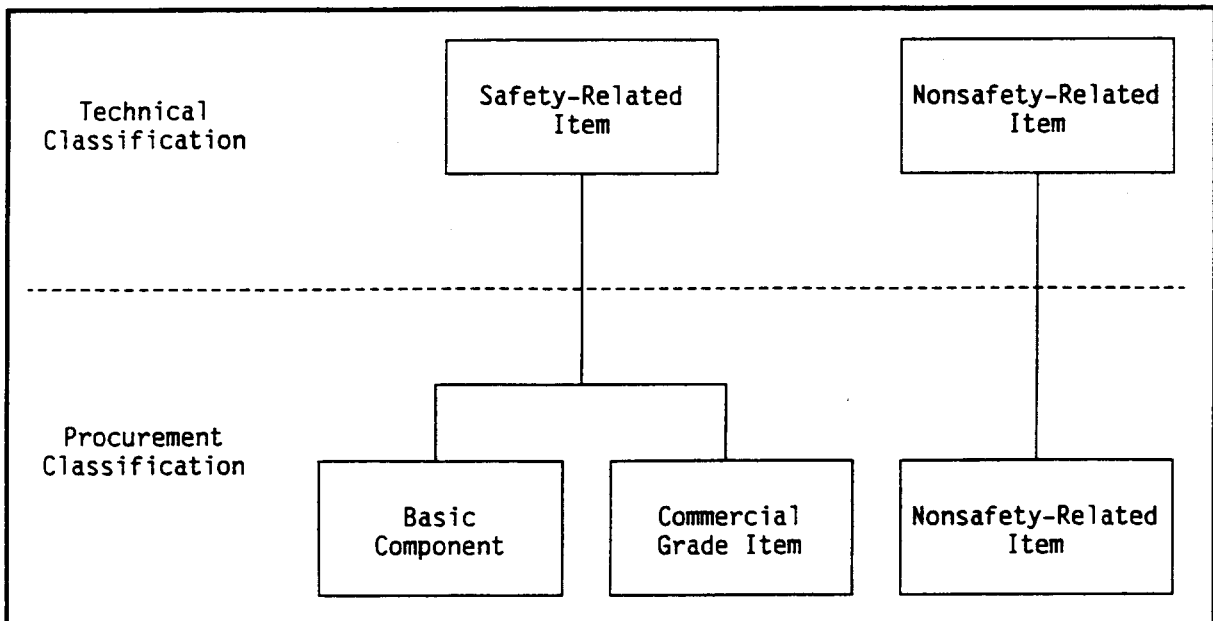 Technical
Classification
Safety-Related
Item
Nonsafety-Related
Item
Procurement
Classification
Basic
Component
Commercial
Grade Item
Nonsafety-Related
Item